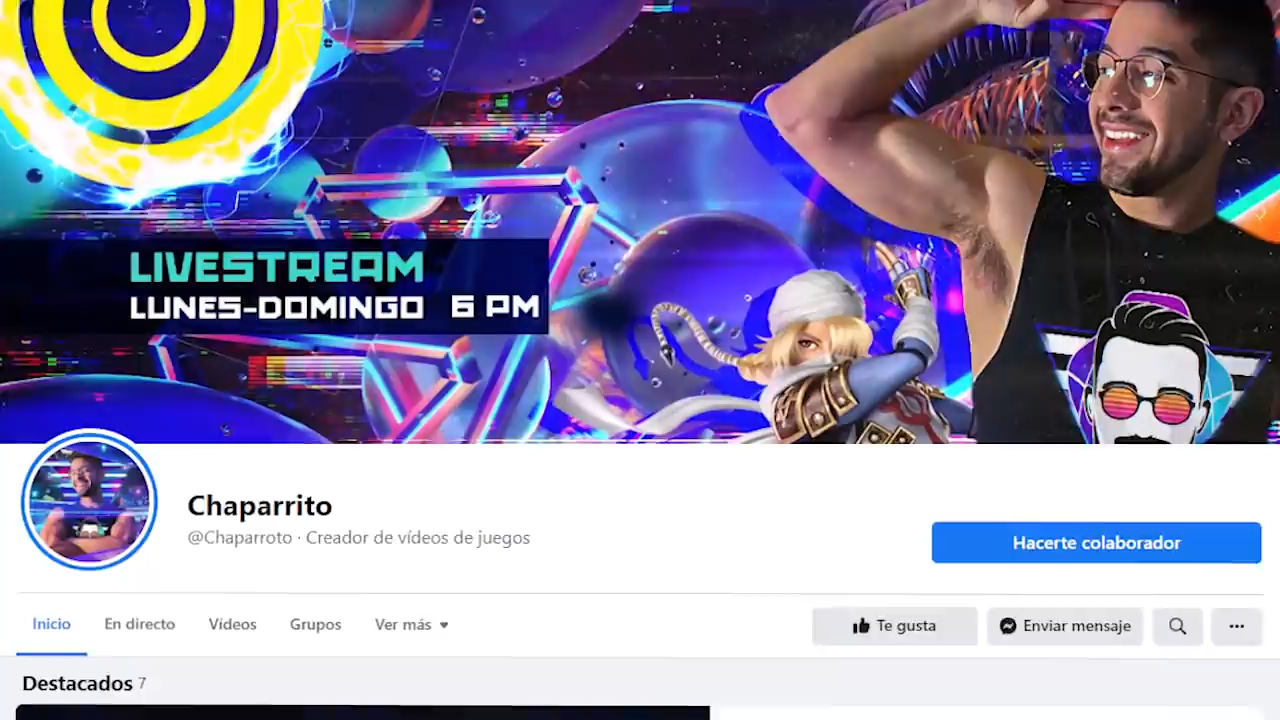 LIVESTREAM
LUNES-DOMINGO 6 PM
Chaparrito
@Chaparroto · Creador de vídeos de juegos
Hacerte colaborador
Inicio
En directo
Vídeos
Grupos
Ver más
Te gusta
Enviar mensaje
Destacados 7